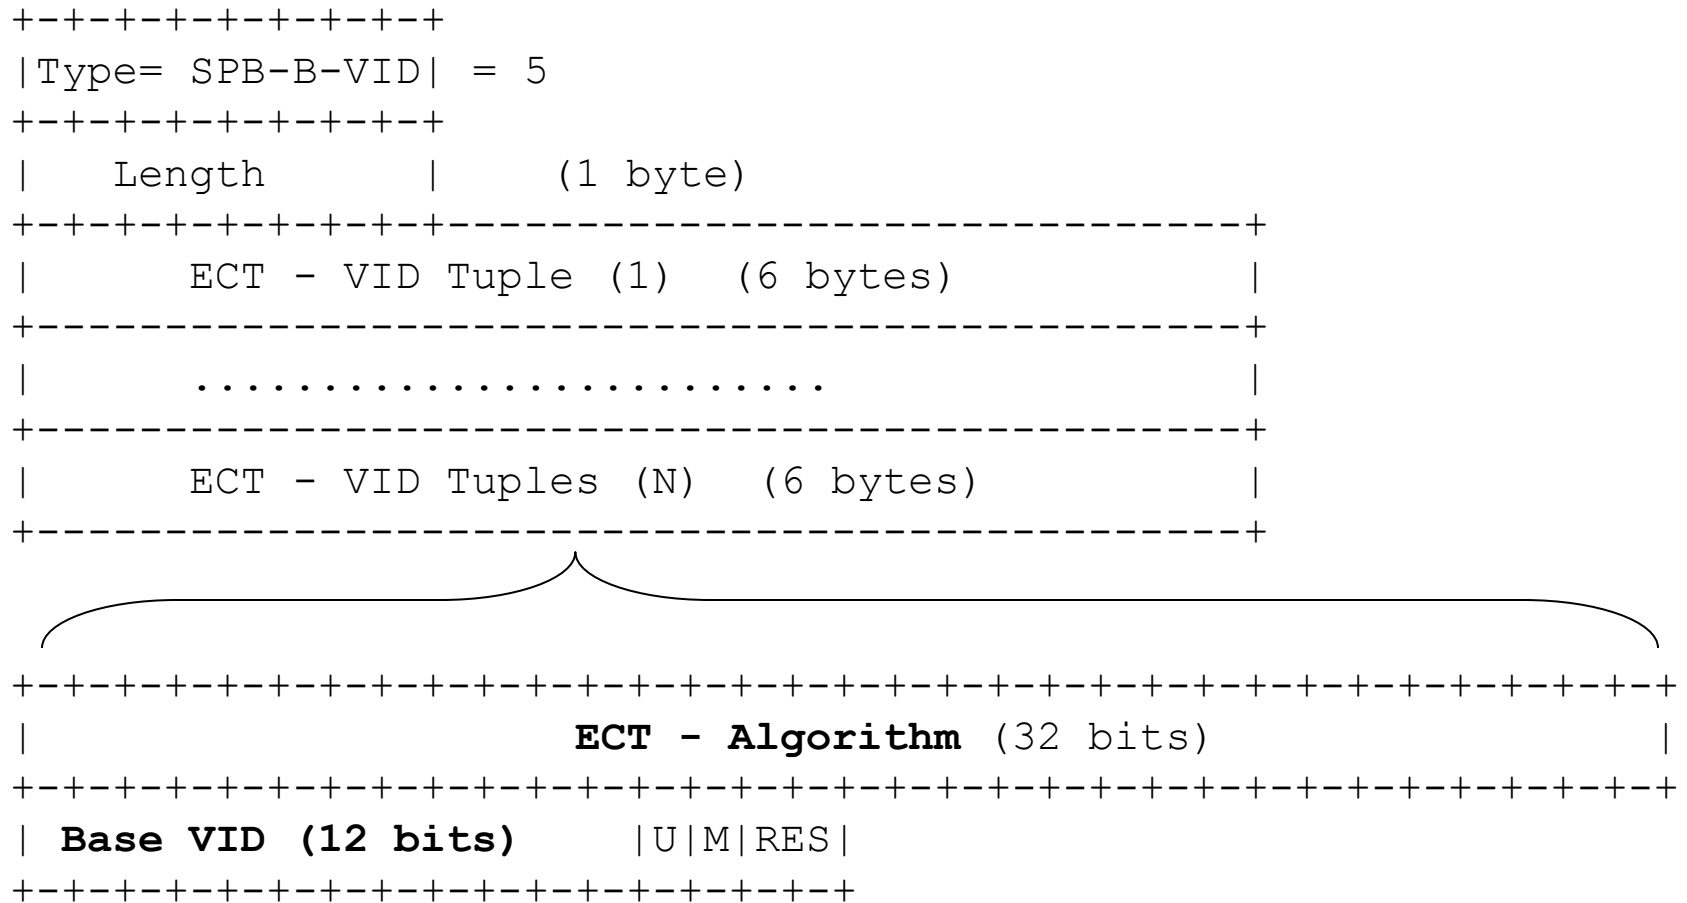 +-+-+-+-+-+-+-+-+
|Type= SPB-B-VID| = 5
+-+-+-+-+-+-+-+-+
|   Length      |    (1 byte)
+-+-+-+-+-+-+-+-+-------------------------------+
|      ECT - VID Tuple (1)  (6 bytes)           |
+-----------------------------------------------+
|      .........................                |
+-----------------------------------------------+
|      ECT - VID Tuples (N)  (6 bytes)          |
+-----------------------------------------------+
+-+-+-+-+-+-+-+-+-+-+-+-+-+-+-+-+-+-+-+-+-+-+-+-+-+-+-+-+-+-+-+-+
|                     ECT - Algorithm (32 bits)                 |
+-+-+-+-+-+-+-+-+-+-+-+-+-+-+-+-+-+-+-+-+-+-+-+-+-+-+-+-+-+-+-+-+
| Base VID (12 bits)    |U|M|RES|
+-+-+-+-+-+-+-+-+-+-+-+-+-+-+-+-+